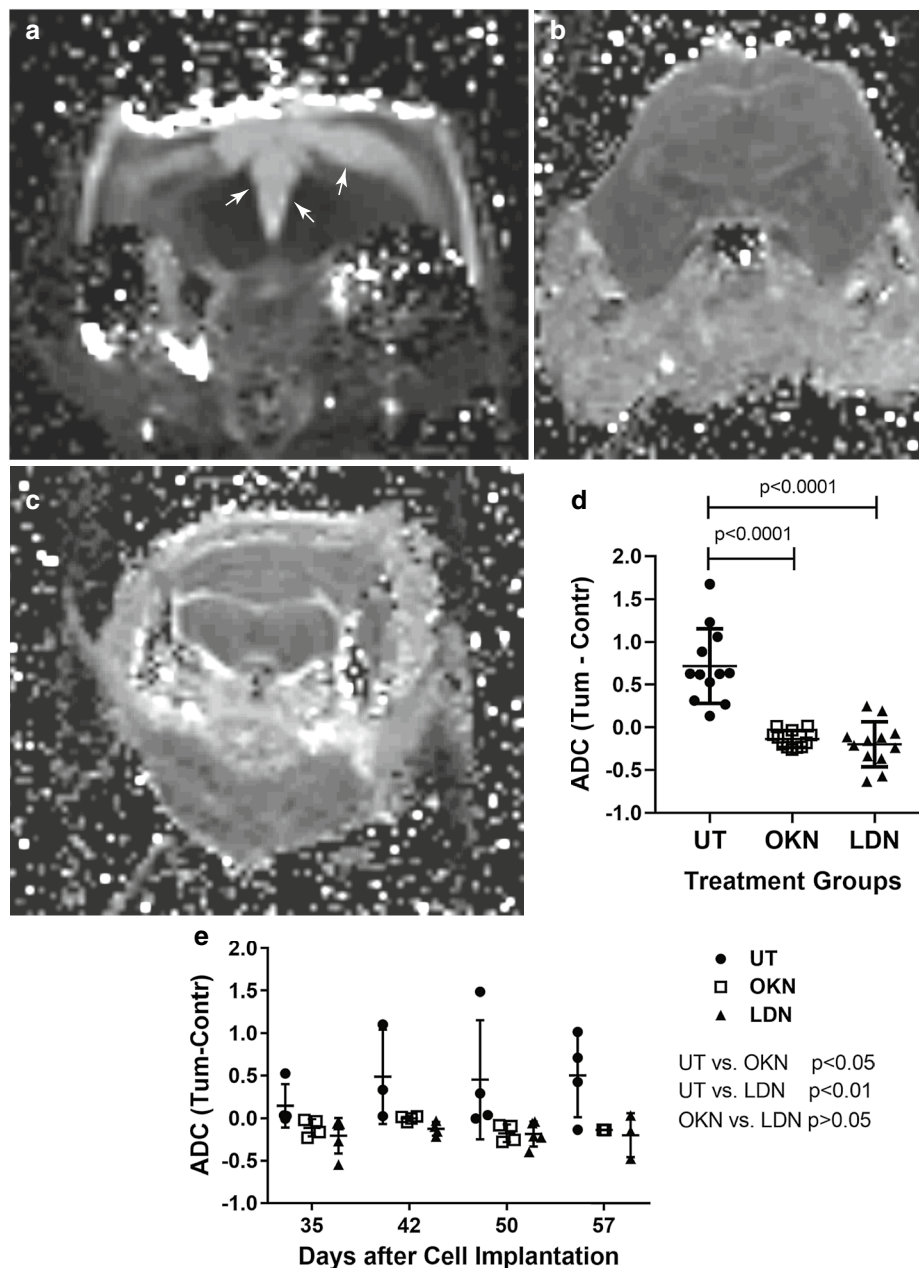 a
b
c
d
p<0.0001
p<0.0001
2.0
1.5
1.0
0.5
0.0
-0.5
-1.0
ADC (Tum - Contr)
UT OKN LDN
Treatment Groups
e
2.0
1.5
1.0
0.5
0.0
-0.5
-1.0
ADC (Tum-Contr)
35 42 50 57
Days after Cell Implantation
UT
OKN
LDN
UT vs. OKN p<0.05
UT vs. LDN p<0.01
OKN vs. LDN p>0.05